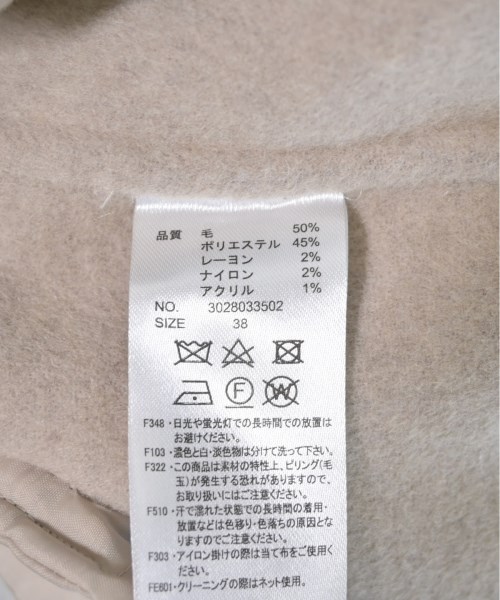 品質 毛 50%
ポリエステル 45%
レーヨン 2%
ナイロン 2%
アクリル 1%
NO. 3028033502
SIZE 38
F W
F348・日光や蛍光灯での長時間での放置は
お避けください。
F103・濃色と白・淡色物は分けて洗って下さい。
F322・この商品は素材の特性上、ピリング(毛
玉)が発生する恐れがありますので、
お取り扱いにはご注意ください。
F510・汗で濡れた状態での長時間の着用・
放置などは色移り・色落ちの原因とな
りますのでご注意ください。
F303・アイロン掛けの際は当て布をご使用く
ださい。
FE601・クリーニングの際はネット使用。